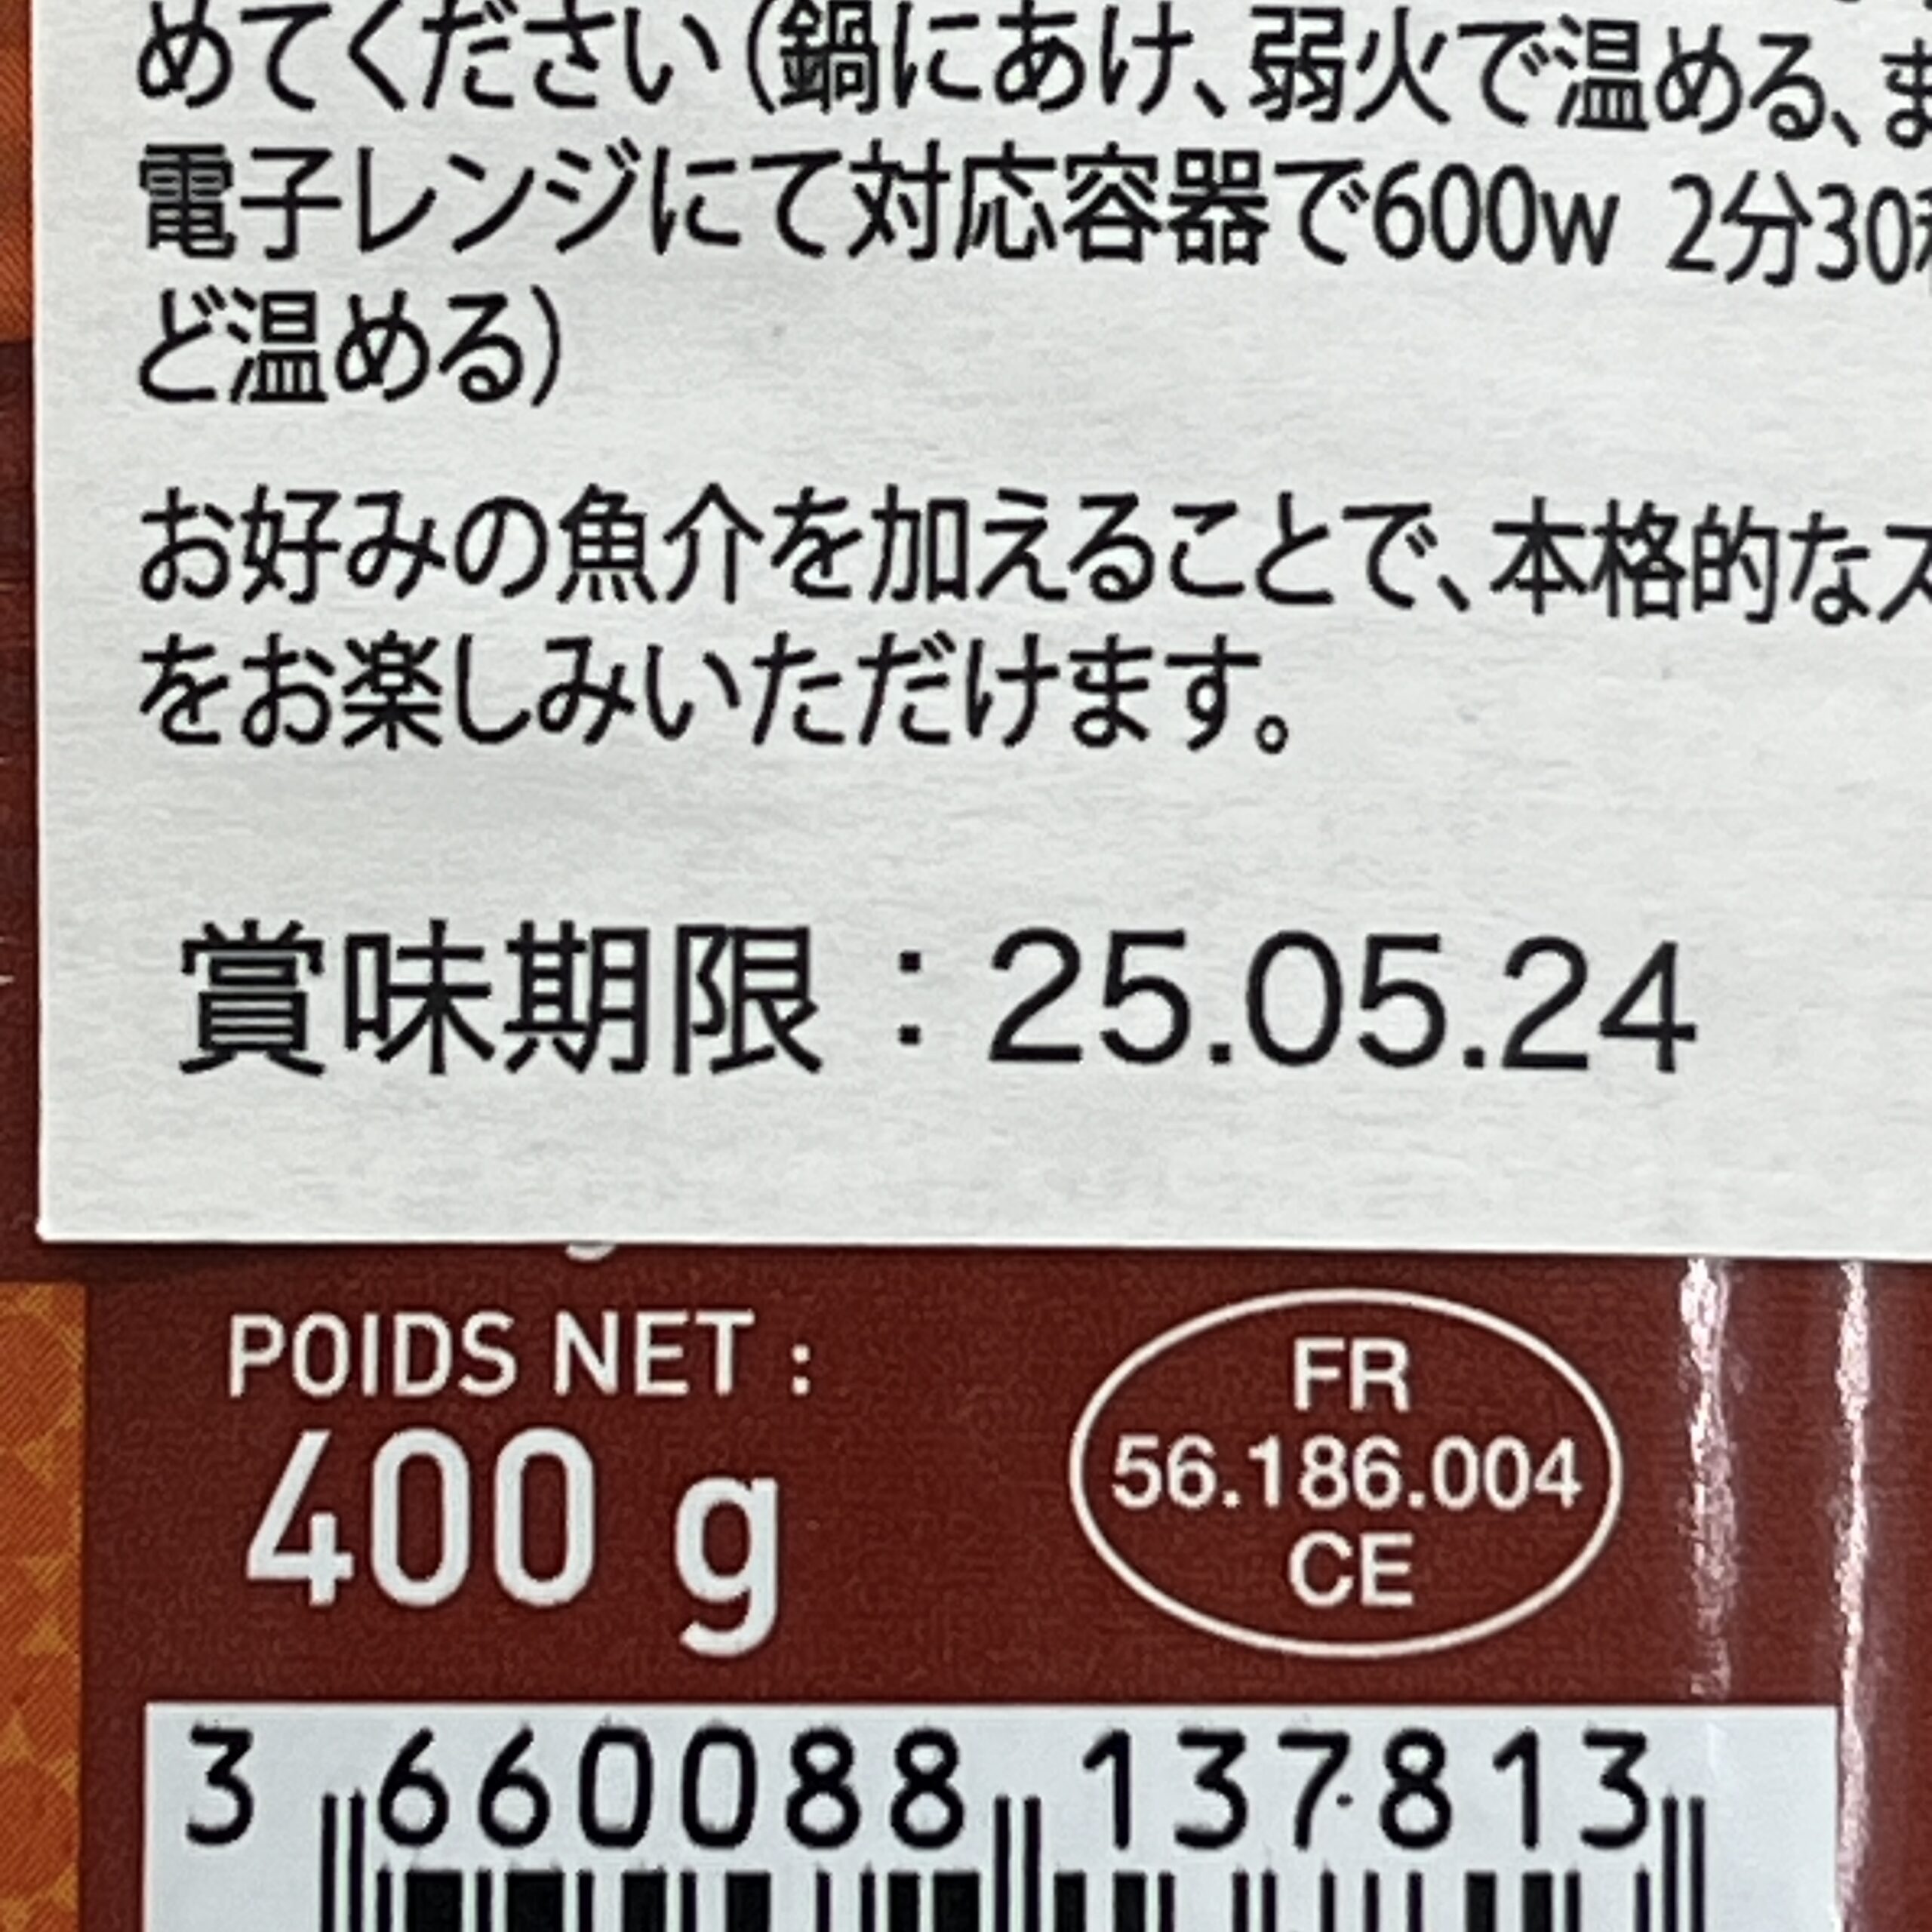 めてください(鍋にあけ、弱火で温める、ま
電子レンジにて対応容器で600w 2分30
ど温める)
お好みの魚介を加えることで、本格的なス
をお楽しみいただけます。
賞味期限：25.05.24
POIDS NET :
400 g
FR
56.186.004
CE
3 660088 137813